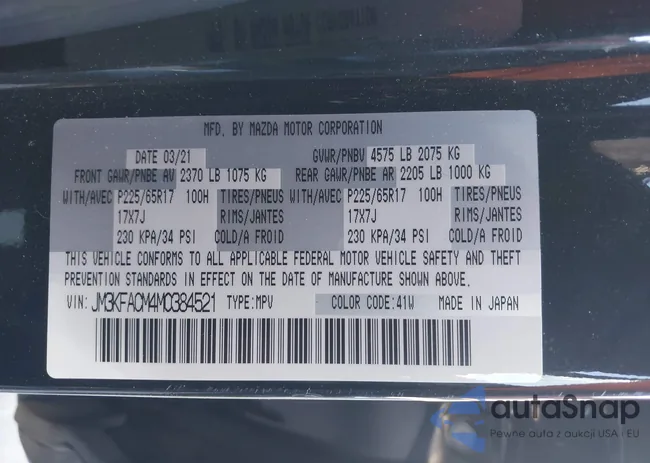 MFD. BY MAZDA MOTOR CORPORATION
DATE 03/21 GVWR/PNBV 4575 LB 2075 KG
FRONT GAWR/PNBE AV 2370 LB 1075 KG REAR GAWR/PNBE AR 2205 LB 1000 KG
WITH/AVEC P225/65R17 100H TIRES/PNEUS WITH/AVEC P225/65R17 100H TIRES/PNEUS
17X7J RIMS/JANTES 17X7J RIMS/JANTES
230 KPA/34 PSI COLD/A FROID 230 KPA/34 PSI COLD/A FROID
THIS VEHICLE CONFORMS TO ALL APPLICABLE FEDERAL MOTOR VEHICLE SAFETY AND THEFT
PREVENTION STANDARDS IN EFFECT ON THE DATE OF MANUFACTURE SHOWN ABOVE.
VIN: JM3KFACM4M0384521 TYPE:MPV COLOR CODE:41W MADE IN JAPAN
autoSnap
Pewne auta z aukcji USA i EU